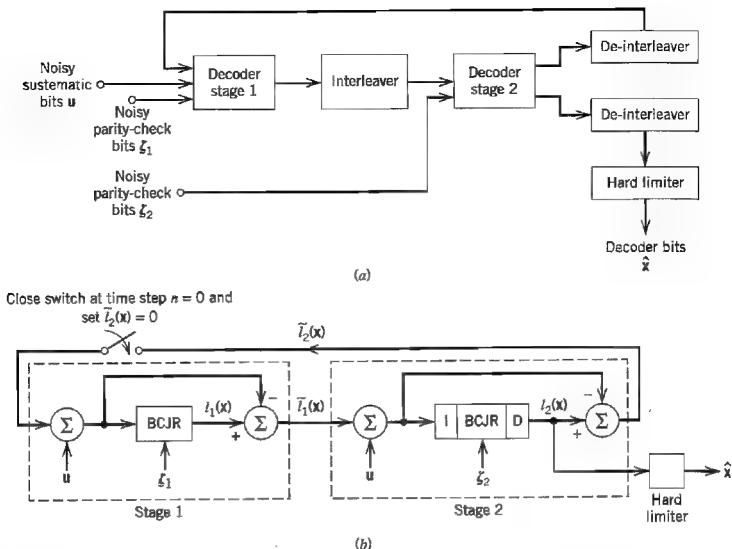 Noisy
sustematic
bits u
Noisy
parity-check
bits ζ1
Noisy
parity-check
bits ζ2
Decoder
stage 1
Interleaver
Decoder
stage 2
De-interleaver
De-interleaver
Hard limiter
Decoder bits
x̂
(a)
Close switch at time step n = 0 and
set l̃2(x) = 0
l̃2(x)
Σ
BCJR
l1(x)
−
+
Σ
l̃1(x)
Σ
I
BCJR
D
l2(x)
−
+
Σ
u
ζ1
u
ζ2
Stage 1
Stage 2
x̂
Hard
limiter
(b)